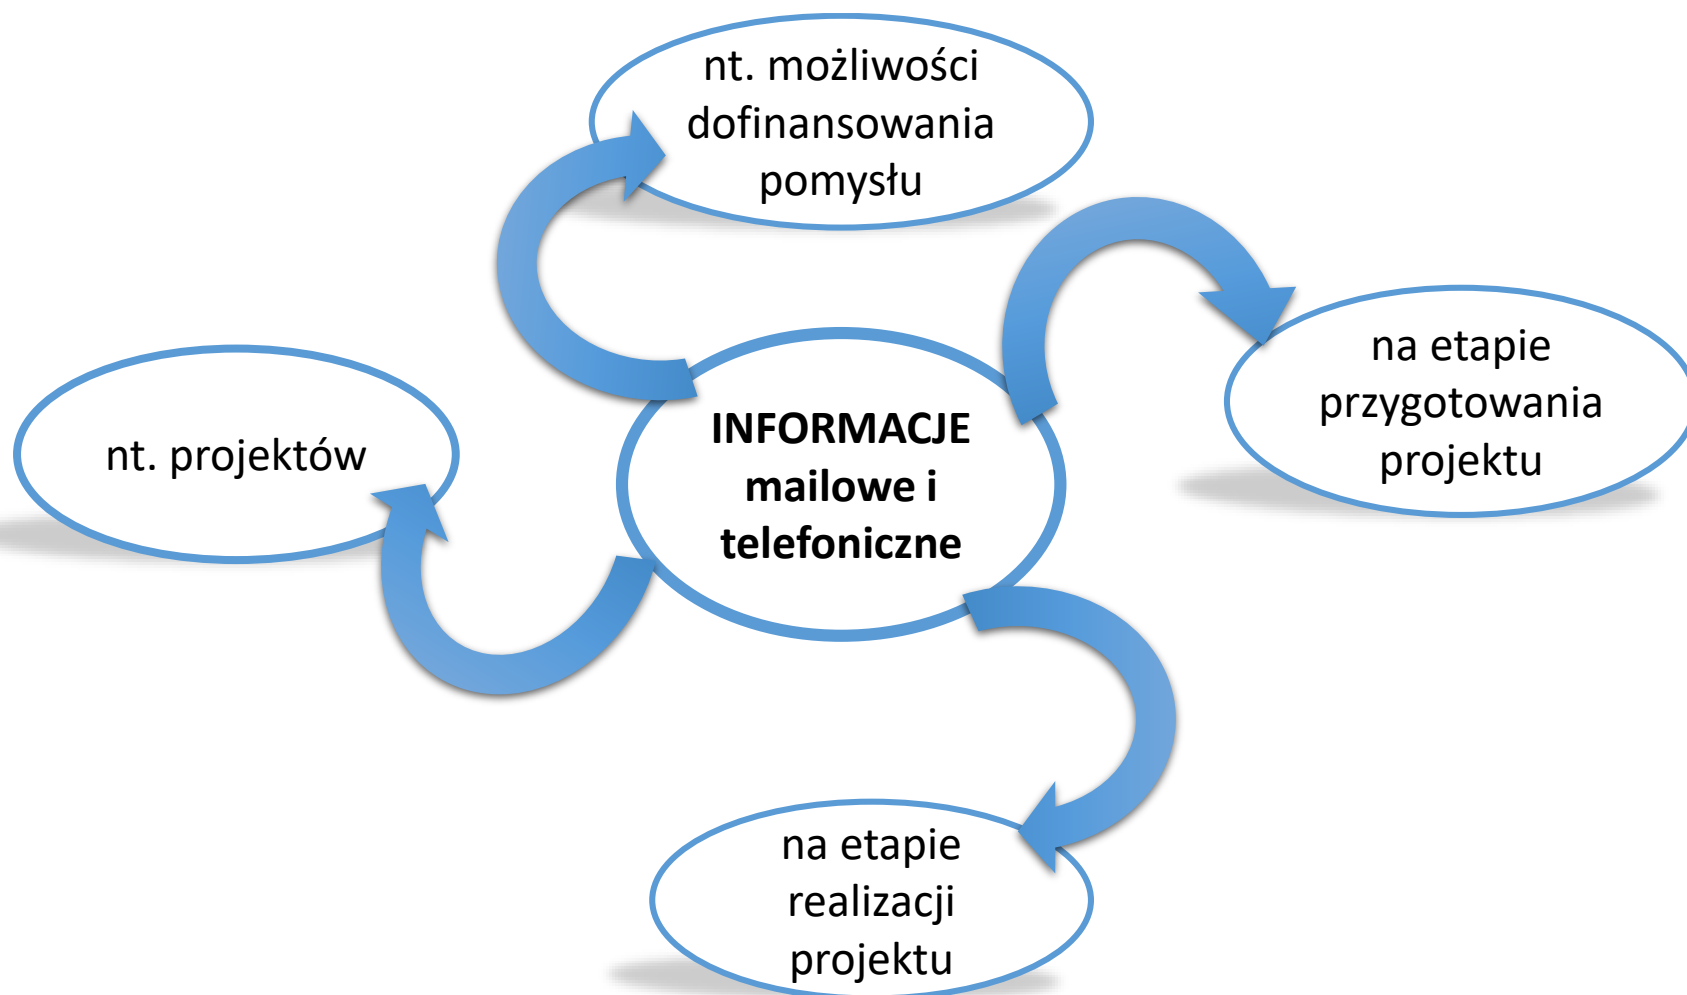 nt. możliwości
dofinansowania
pomysłu
na etapie
przygotowania
projektu
INFORMACJE
mailowe i
telefoniczne
nt. projektów
na etapie
realizacji
projektu